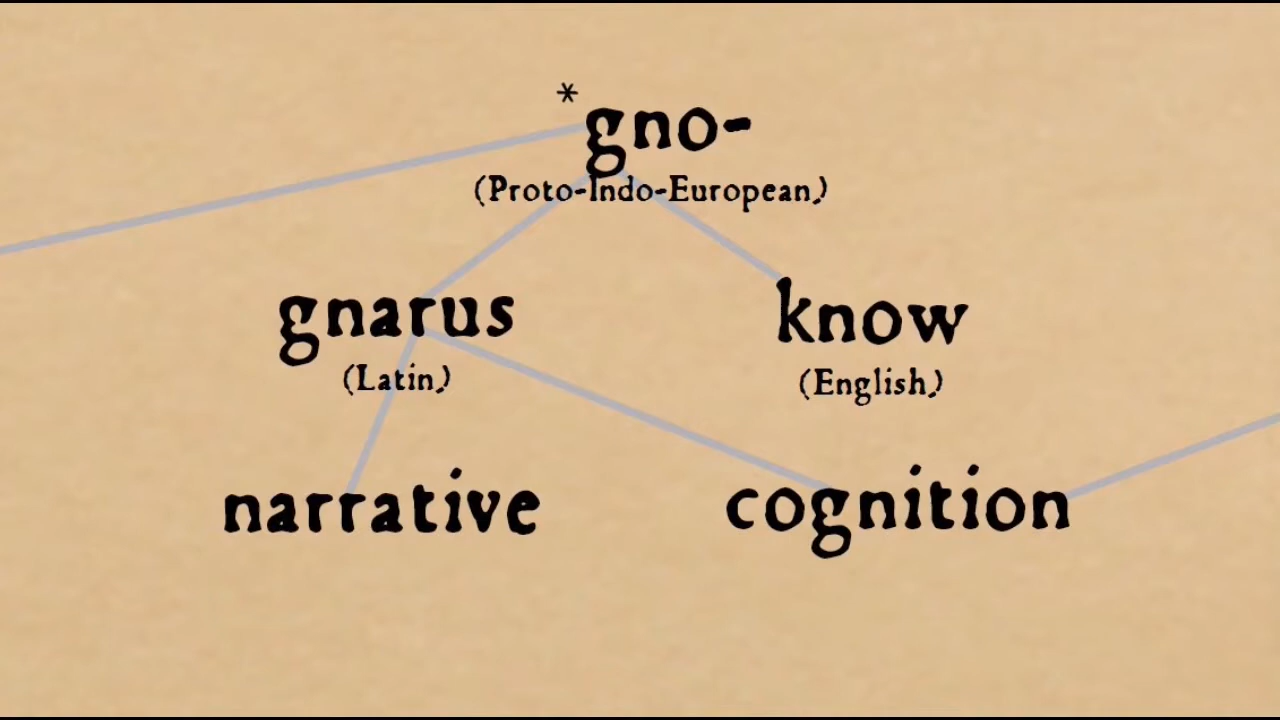 *gno-
(Proto-Indo-European)
gnarus
(Latin)
know
(English)
narrative
cognition